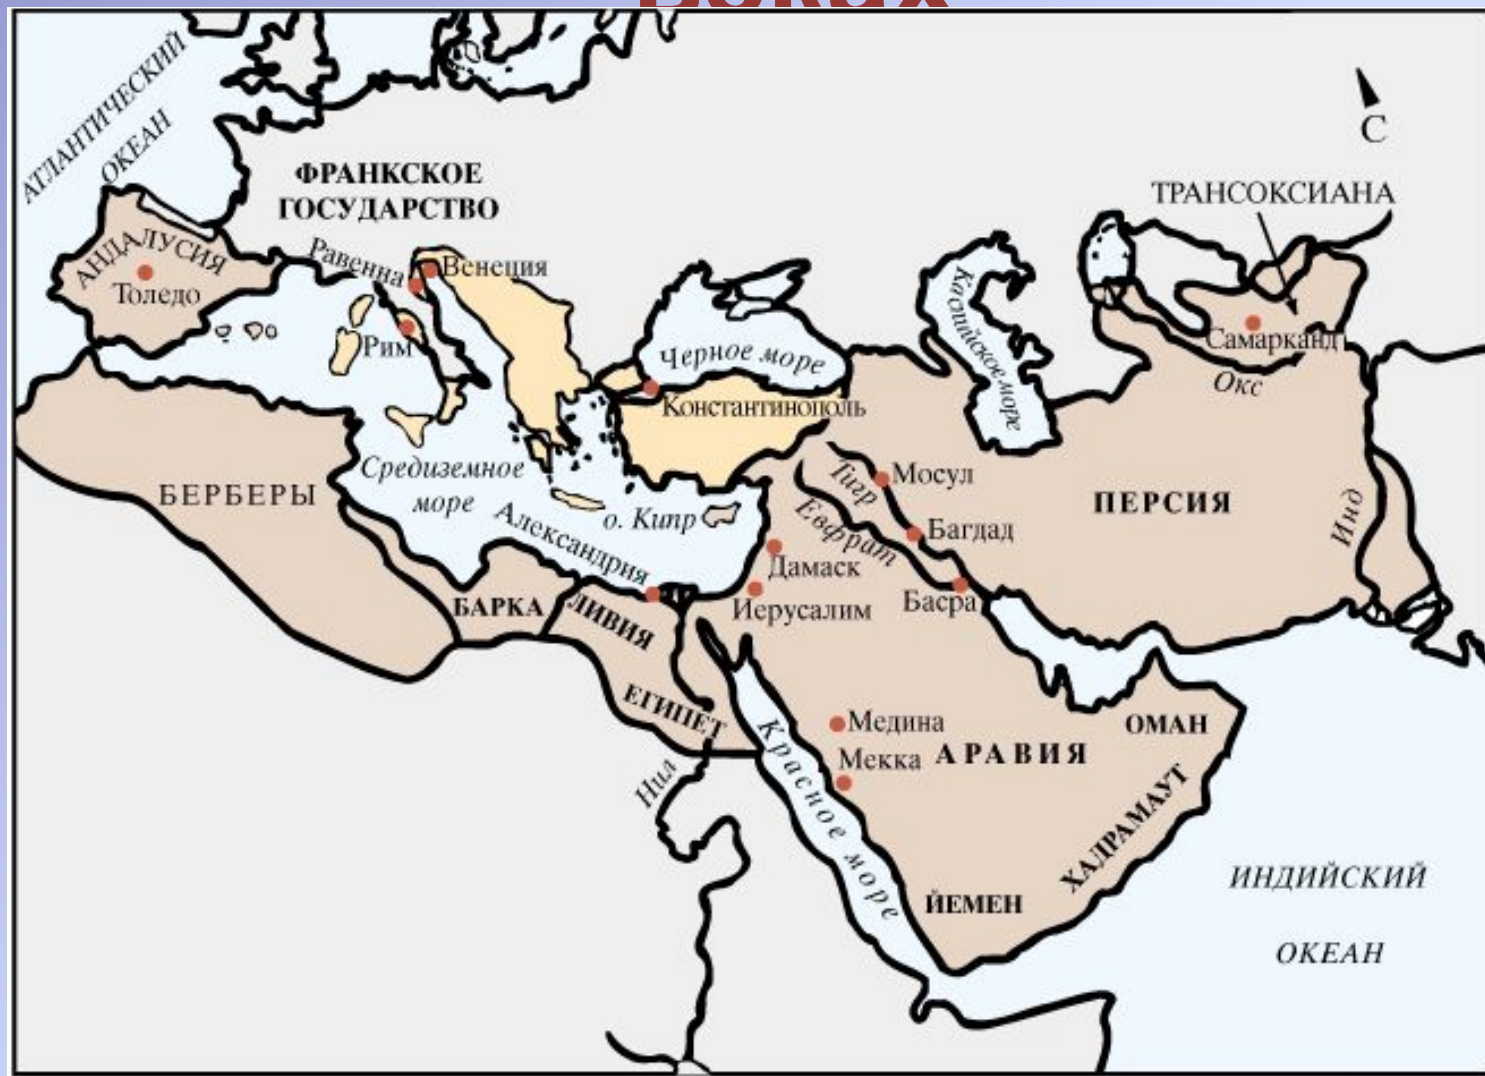 АТЛАНТИЧЕСКИЙ
ОКЕАН
ФРАНКСКОЕ
ГОСУДАРСТВО
С
ТРАНСОКСИАНА
АНДАЛУСИЯ
Толедо
Равенна
Венеция
Рим
Черное море
Каспийское море
Самарканд
Окс
Константинополь
Средиземное
море
БЕРБЕРЫ
Александрия
о. Кипр
Тигр
Мосул
Евфрат
Багдад
ПЕРСИЯ
Инд
Дамаск
Иерусалим
Басра
БАРКА
ЛИВИЯ
ЕГИПЕТ
Нил
Красное море
Медина
Мекка
АРАВИЯ
ОМАН
ХАДРАМАУТ
ЙЕМЕН
ИНДИЙСКИЙ
ОКЕАН